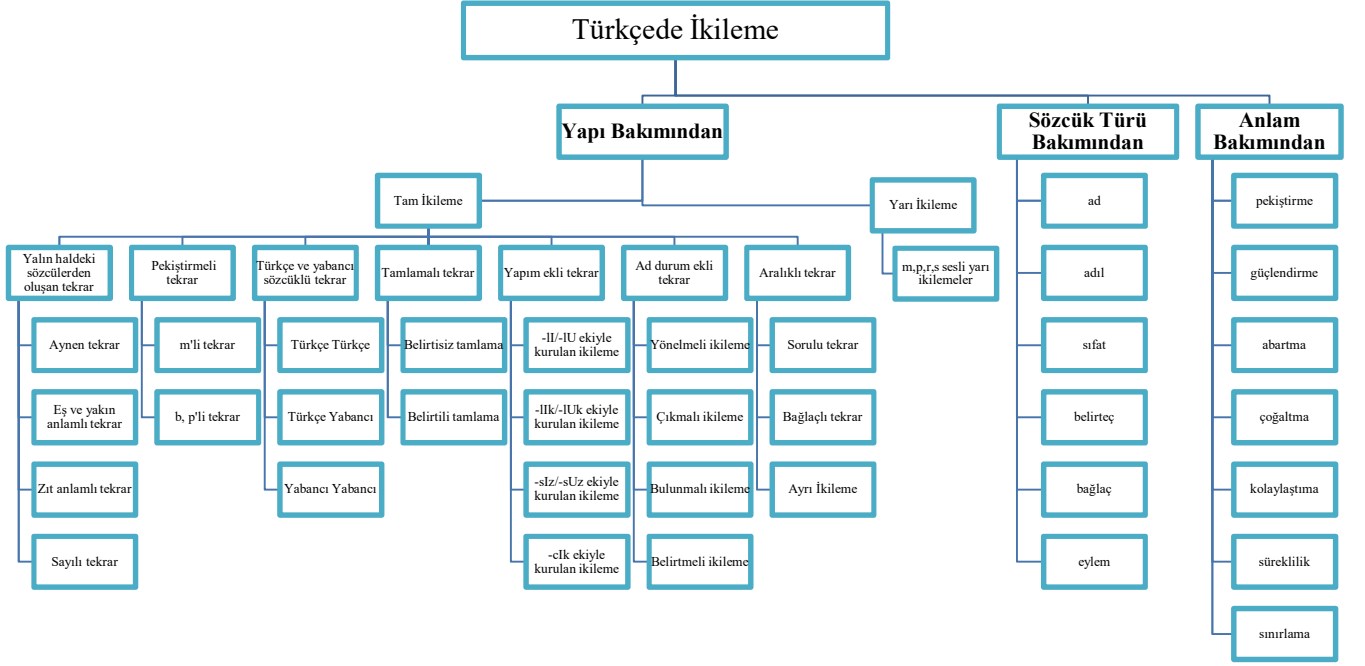 Türkçede İkileme
Yapı Bakımından
Sözcük Türü
Bakımından
Anlam
Bakımından
Tam İkileme
Yarı İkileme
Yalın haldeki
sözcülerden
oluşan tekrar
Aynen tekrar
Eş ve yakın
anlamlı tekrar
Zıt anlamlı tekrar
Sayılı tekrar
Pekiştirmeli
tekrar
m'li tekrar
b, p'li tekrar
Türkçe ve yabancı
sözcüklü tekrar
Türkçe Türkçe
Türkçe Yabancı
Yabancı Yabancı
Tamlamalı tekrar
Belirtisiz tamlama
Belirtili tamlama
Yapım ekli tekrar
-lI/-lU ekiyle
kurulan ikileme
-lIk/-lUk ekiyle
kurulan ikileme
-sIz/-sUz ekiyle
kurulan ikileme
-cIk ekiyle
kurulan ikileme
Ad durum ekli
tekrar
Yönelmeli ikileme
Çıkmalı ikileme
Bulunmalı ikileme
Belirtmeli ikileme
Aralıklı tekrar
Sorulu tekrar
Bağlaçlı tekrar
Ayrı İkileme
m,p,r,s sesli yarı
ikilemeler
ad
adıl
sıfat
belirteç
bağlaç
eylem
pekiştirme
güçlendirme
abartma
çoğaltma
kolaylaştıma
süreklilik
sınırlama